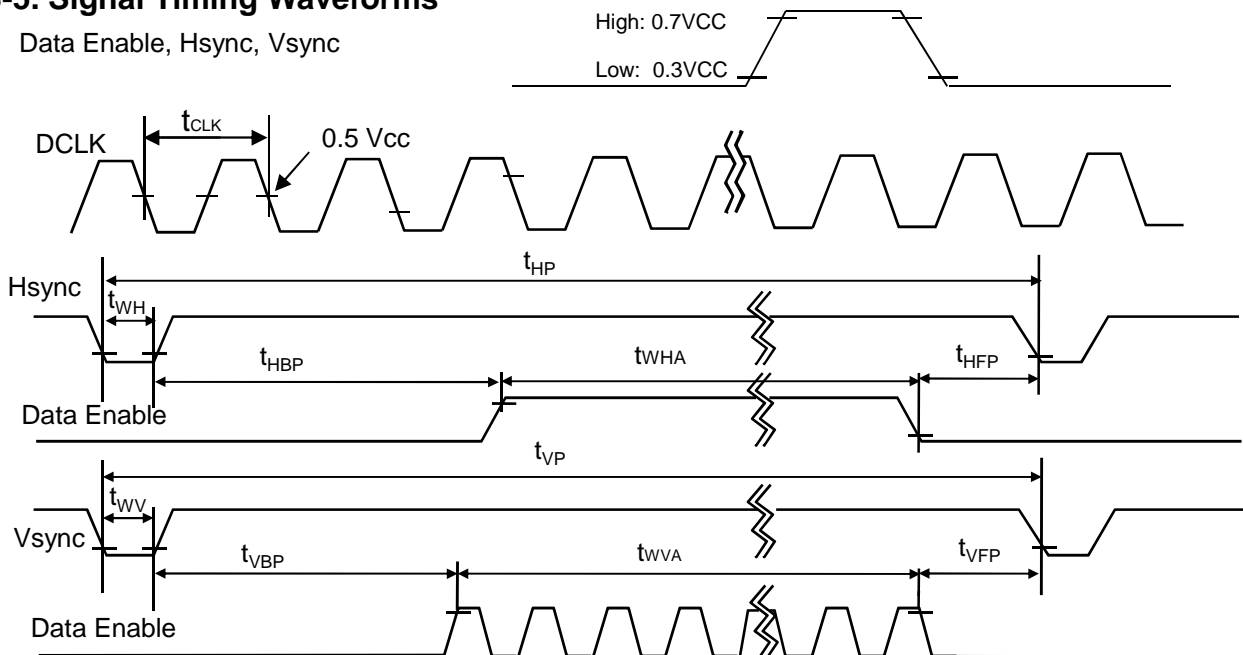 5. Signal Timing Waveforms
Data Enable, Hsync, Vsync
High: 0.7VCC
Low: 0.3VCC
DCLK
tCLK
0.5 Vcc
Hsync
tHP
tWH
tHBP
tWHA
tHFP
Data Enable
tVP
tWV
Vsync
tVBP
tWVA
tVFP
Data Enable